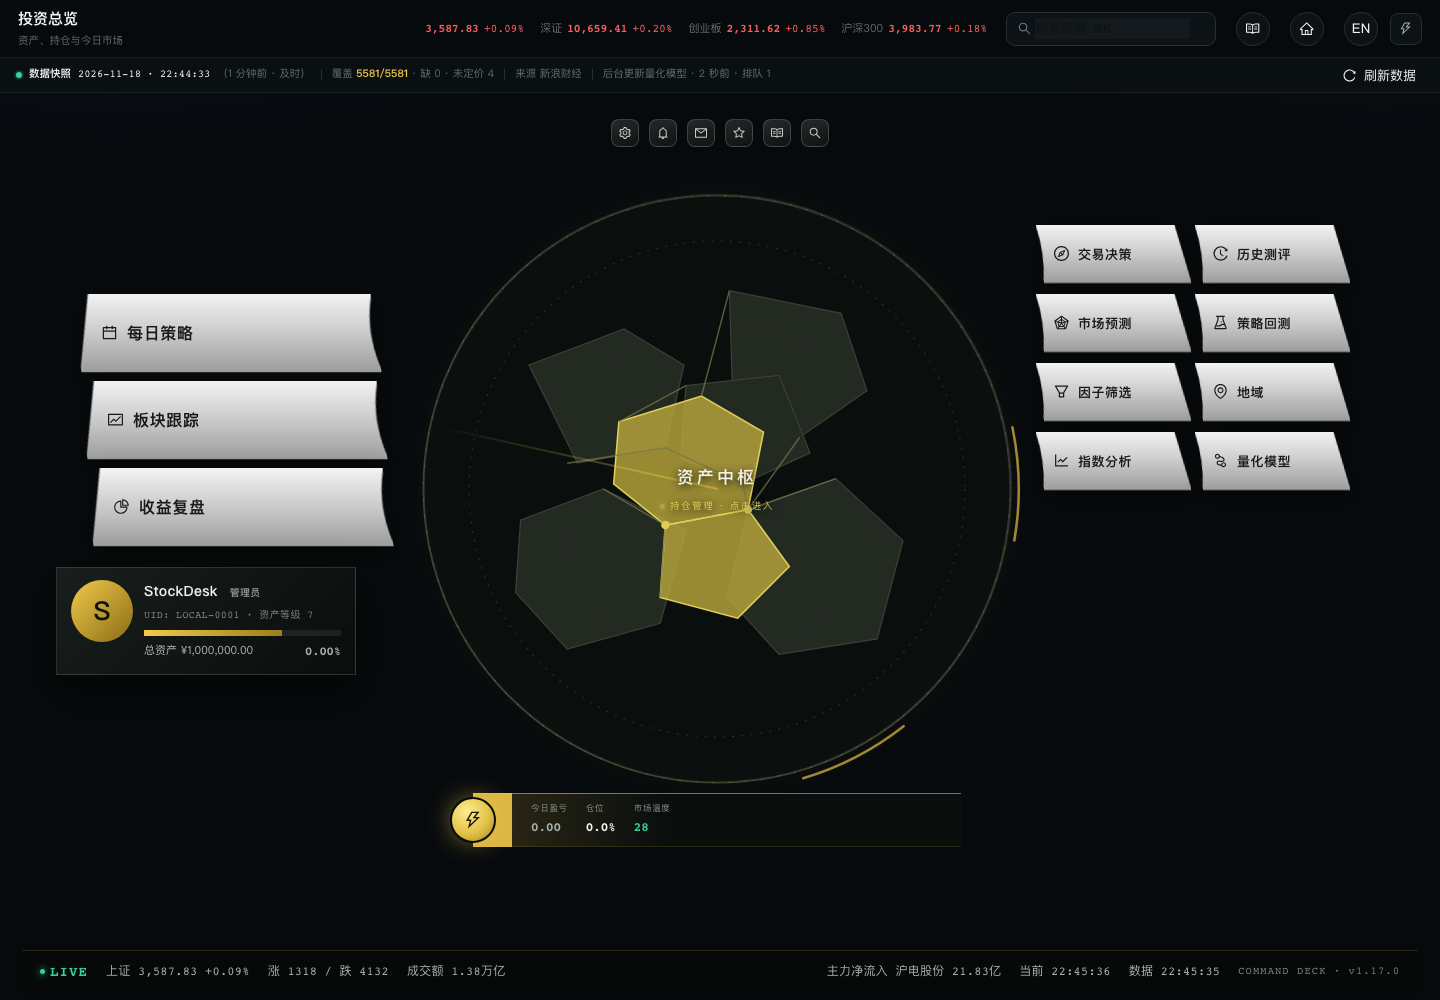 投资总览
资产、持仓与今日市场
3,587.83 +0.09% 深证 10,659.41 +0.20% 创业板 2,311.62 +0.85% 沪深300 3,983.77 +0.18%
EN
数据快照 2026-11-18 · 22:44:33 (1 分钟前 · 及时) 覆盖 5581/5581 · 缺 0 · 未定价 4 来源 新浪财经 后台更新量化模型 · 2 秒前 · 排队 1
刷新数据
每日策略
板块跟踪
收益复盘
S
StockDesk 管理员
UID: LOCAL-0001 · 资产等级 7
总资产 ¥1,000,000.00 0.00%
资产中枢
持仓管理 · 点击进入
交易决策
历史测评
市场预测
策略回测
因子筛选
地域
指数分析
量化模型
今日盈亏 仓位 市场温度
0.00 0.0% 28
LIVE 上证 3,587.83 +0.09% 涨 1318 / 跌 4132 成交额 1.38万亿
主力净流入 沪电股份 21.83亿 当前 22:45:36 数据 22:45:35 COMMAND DECK · v1.17.0